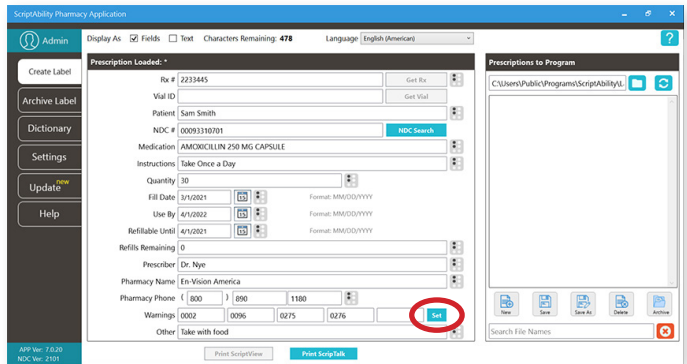 ScriptAbility Pharmacy Application
Admin
Display As Fields Text Characters Remaining: 478 Language English (American)
?
Create Label
Archive Label
Dictionary
Settings
Update new
Help
APP Ver: 7.0.20
NDC Ver: 2101
Prescription Loaded: *
Rx # 2233445 Get Rx
Vial ID Get Vial
Patient Sam Smith
NDC # 00093310701 NDC Search
Medication AMOXICILLIN 250 MG CAPSULE
Instructions Take Once a Day
Quantity 30
Fill Date 3/1/2021 15 Format: MM/DD/YYYY
Use By 4/1/2022 15 Format: MM/DD/YYYY
Refillable Until 4/1/2021 15 Format: MM/DD/YYYY
Refills Remaining 0
Prescriber Dr. Nye
Pharmacy Name En-Vision America
Pharmacy Phone ( 800 ) 890 1180
Warnings 0002 0096 0275 0276 Set
Other Take with food
Print ScriptView Print ScripTalk
Prescriptions to Program
C:\Users\Public\Programs\ScriptAbility\L
New Save Save As Delete Archive
Search File Names